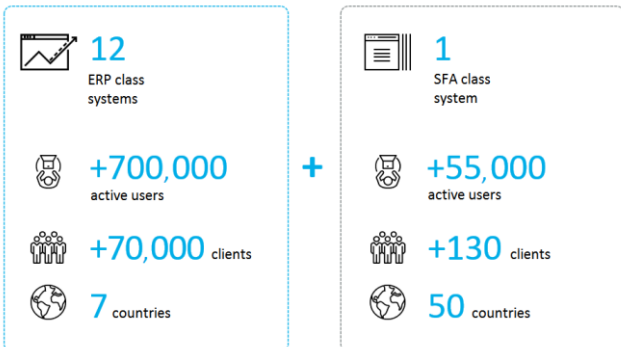 12
ERP class
systems
+700,000
active users
+70,000 clients
7 countries
+
1
SFA class
system
+55,000
active users
+130 clients
50 countries